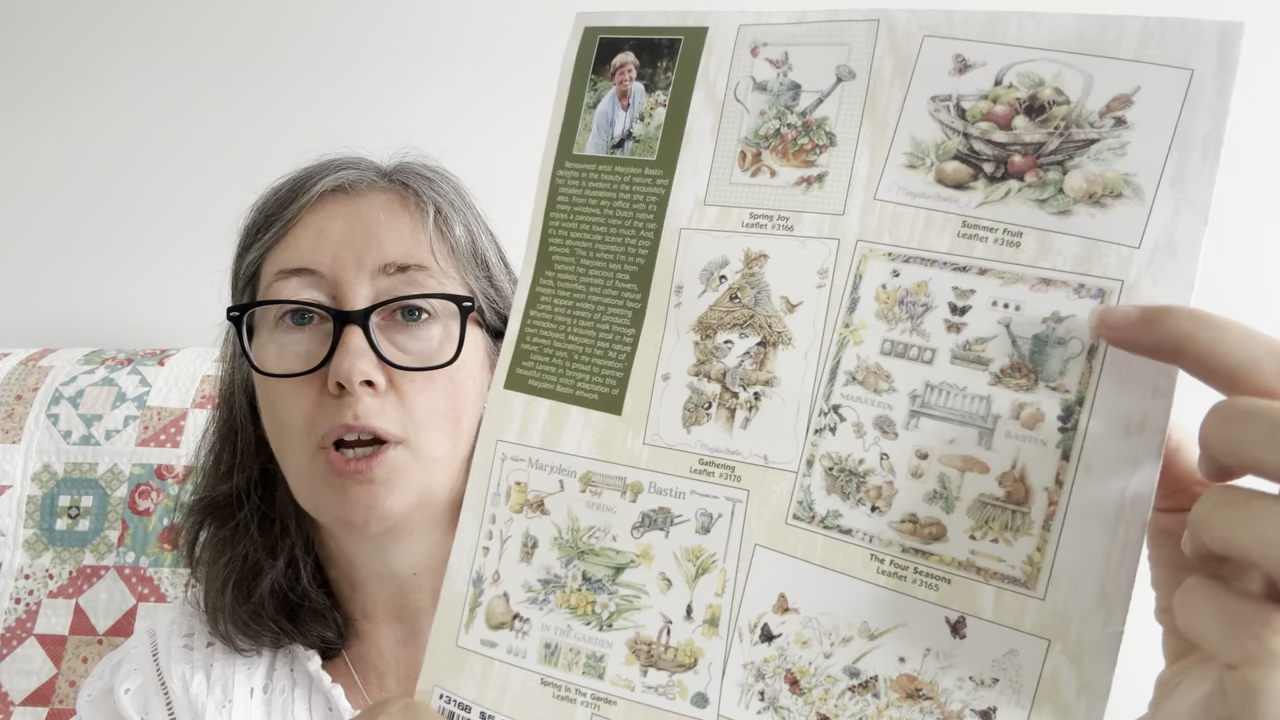 Renowned artist Marjolein Bastin
delights in the beauty of nature, and
her love is evident in the exquisitely
detailed illustrations that she cre-
ates. From her airy office with it's
many windows, the Dutch native
enjoys a panoramic view of the nat-
ural world she loves so much. And,
it's this spectacular scene that pro-
vides abundant inspiration for her
artwork. "This is where I'm in my
element," Marjolein says from
behind her spacious desk.
Her realistic portraits of flowers,
birds, butterflies, and other natural
images have won international favor
and appear widely on greeting
cards and a variety of products.
Whether taking a quiet walk through
a meadow or a leisurely stroll in her
own backyard, Marjolein says nature
is always fascinating to her. "All of
nature," she says, "is my inspiration."
Leisure Arts is proud to partner
with Lanarte in bringing you this
beautiful cross stitch adaptation of
Marjolein Bastin artwork.
Spring Joy
Leaflet #3166
Marjolein Bastin
Summer Fruit
Leaflet #3169
Marjolein Bastin
Gathering
Leaflet #3170
MARJOLEIN
BASTIN
The Four Seasons
Leaflet #3165
Marjolein
Bastin
SPRING
IN THE GARDEN
Spring In The Garden
Leaflet #3171
#3168